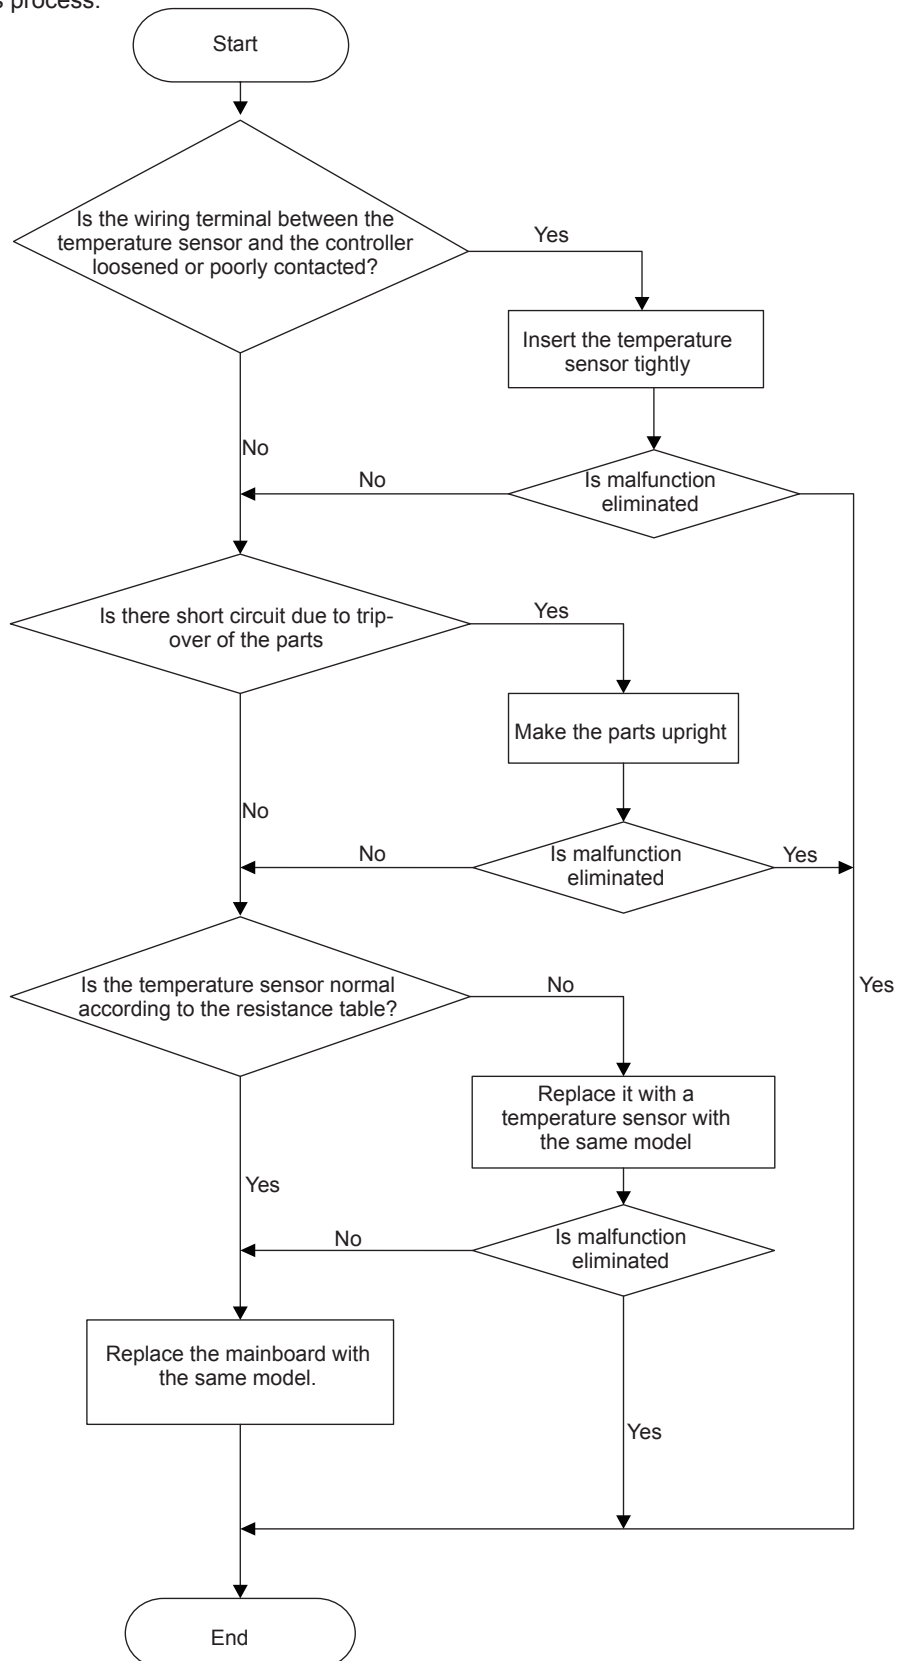 process.
Start
Is the wiring terminal between the
temperature sensor and the controller
loosened or poorly contacted?
Yes
Insert the temperature
sensor tightly
No
No
Is malfunction
eliminated
Is there short circuit due to trip-
over of the parts
Yes
Make the parts upright
No
No
Is malfunction
eliminated
Yes
Is the temperature sensor normal
according to the resistance table?
No
Yes
Replace it with a
temperature sensor with
the same model
Yes
No
Is malfunction
eliminated
Replace the mainboard with
the same model.
Yes
End